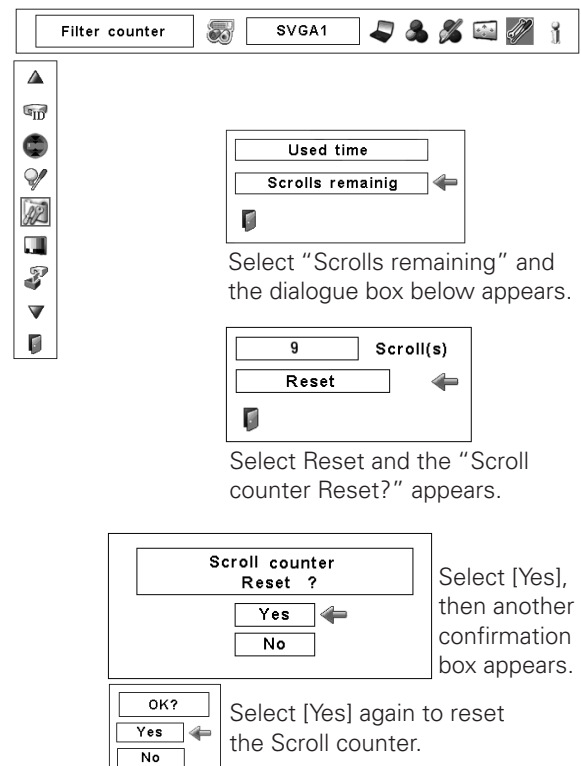 Filter counter SVGA1
ID
Used time
Scrolls remainig
Select “Scrolls remaining” and
the dialogue box below appears.
9 Scroll(s)
Reset
Select Reset and the “Scroll
counter Reset?” appears.
Scroll counter
Reset ?
Yes
No
Select [Yes],
then another
confirmation
box appears.
OK?
Yes
No
Select [Yes] again to reset
the Scroll counter.